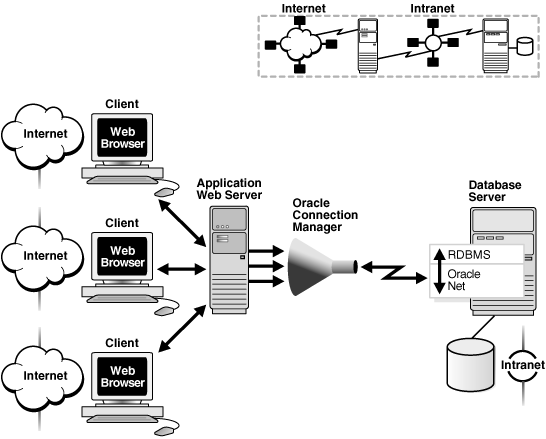 Internet
Intranet
Client
Internet
Web
Browser
Application
Web Server
Oracle
Connection
Manager
Database
Server
Client
Internet
Web
Browser
RDBMS
Oracle
Net
Client
Internet
Web
Browser
Intranet